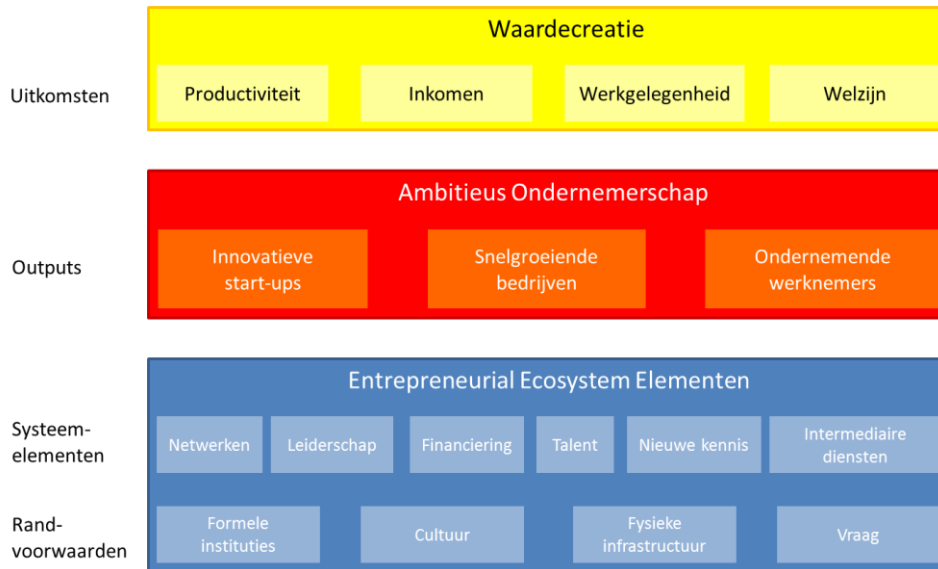 Waardecreatie
Uitkomsten
Productiviteit
Inkomen
Werkgelegenheid
Welzijn
Ambitieus Ondernemerschap
Outputs
Innovatieve
start-ups
Snelgroeiende
bedrijven
Ondernemende
werknemers
Entrepreneurial Ecosystem Elementen
Systeem-
elementen
Netwerken
Leiderschap
Financiering
Talent
Nieuwe kennis
Intermediaire
diensten
Rand-
voorwaarden
Formele
instituties
Cultuur
Fysieke
infrastructuur
Vraag